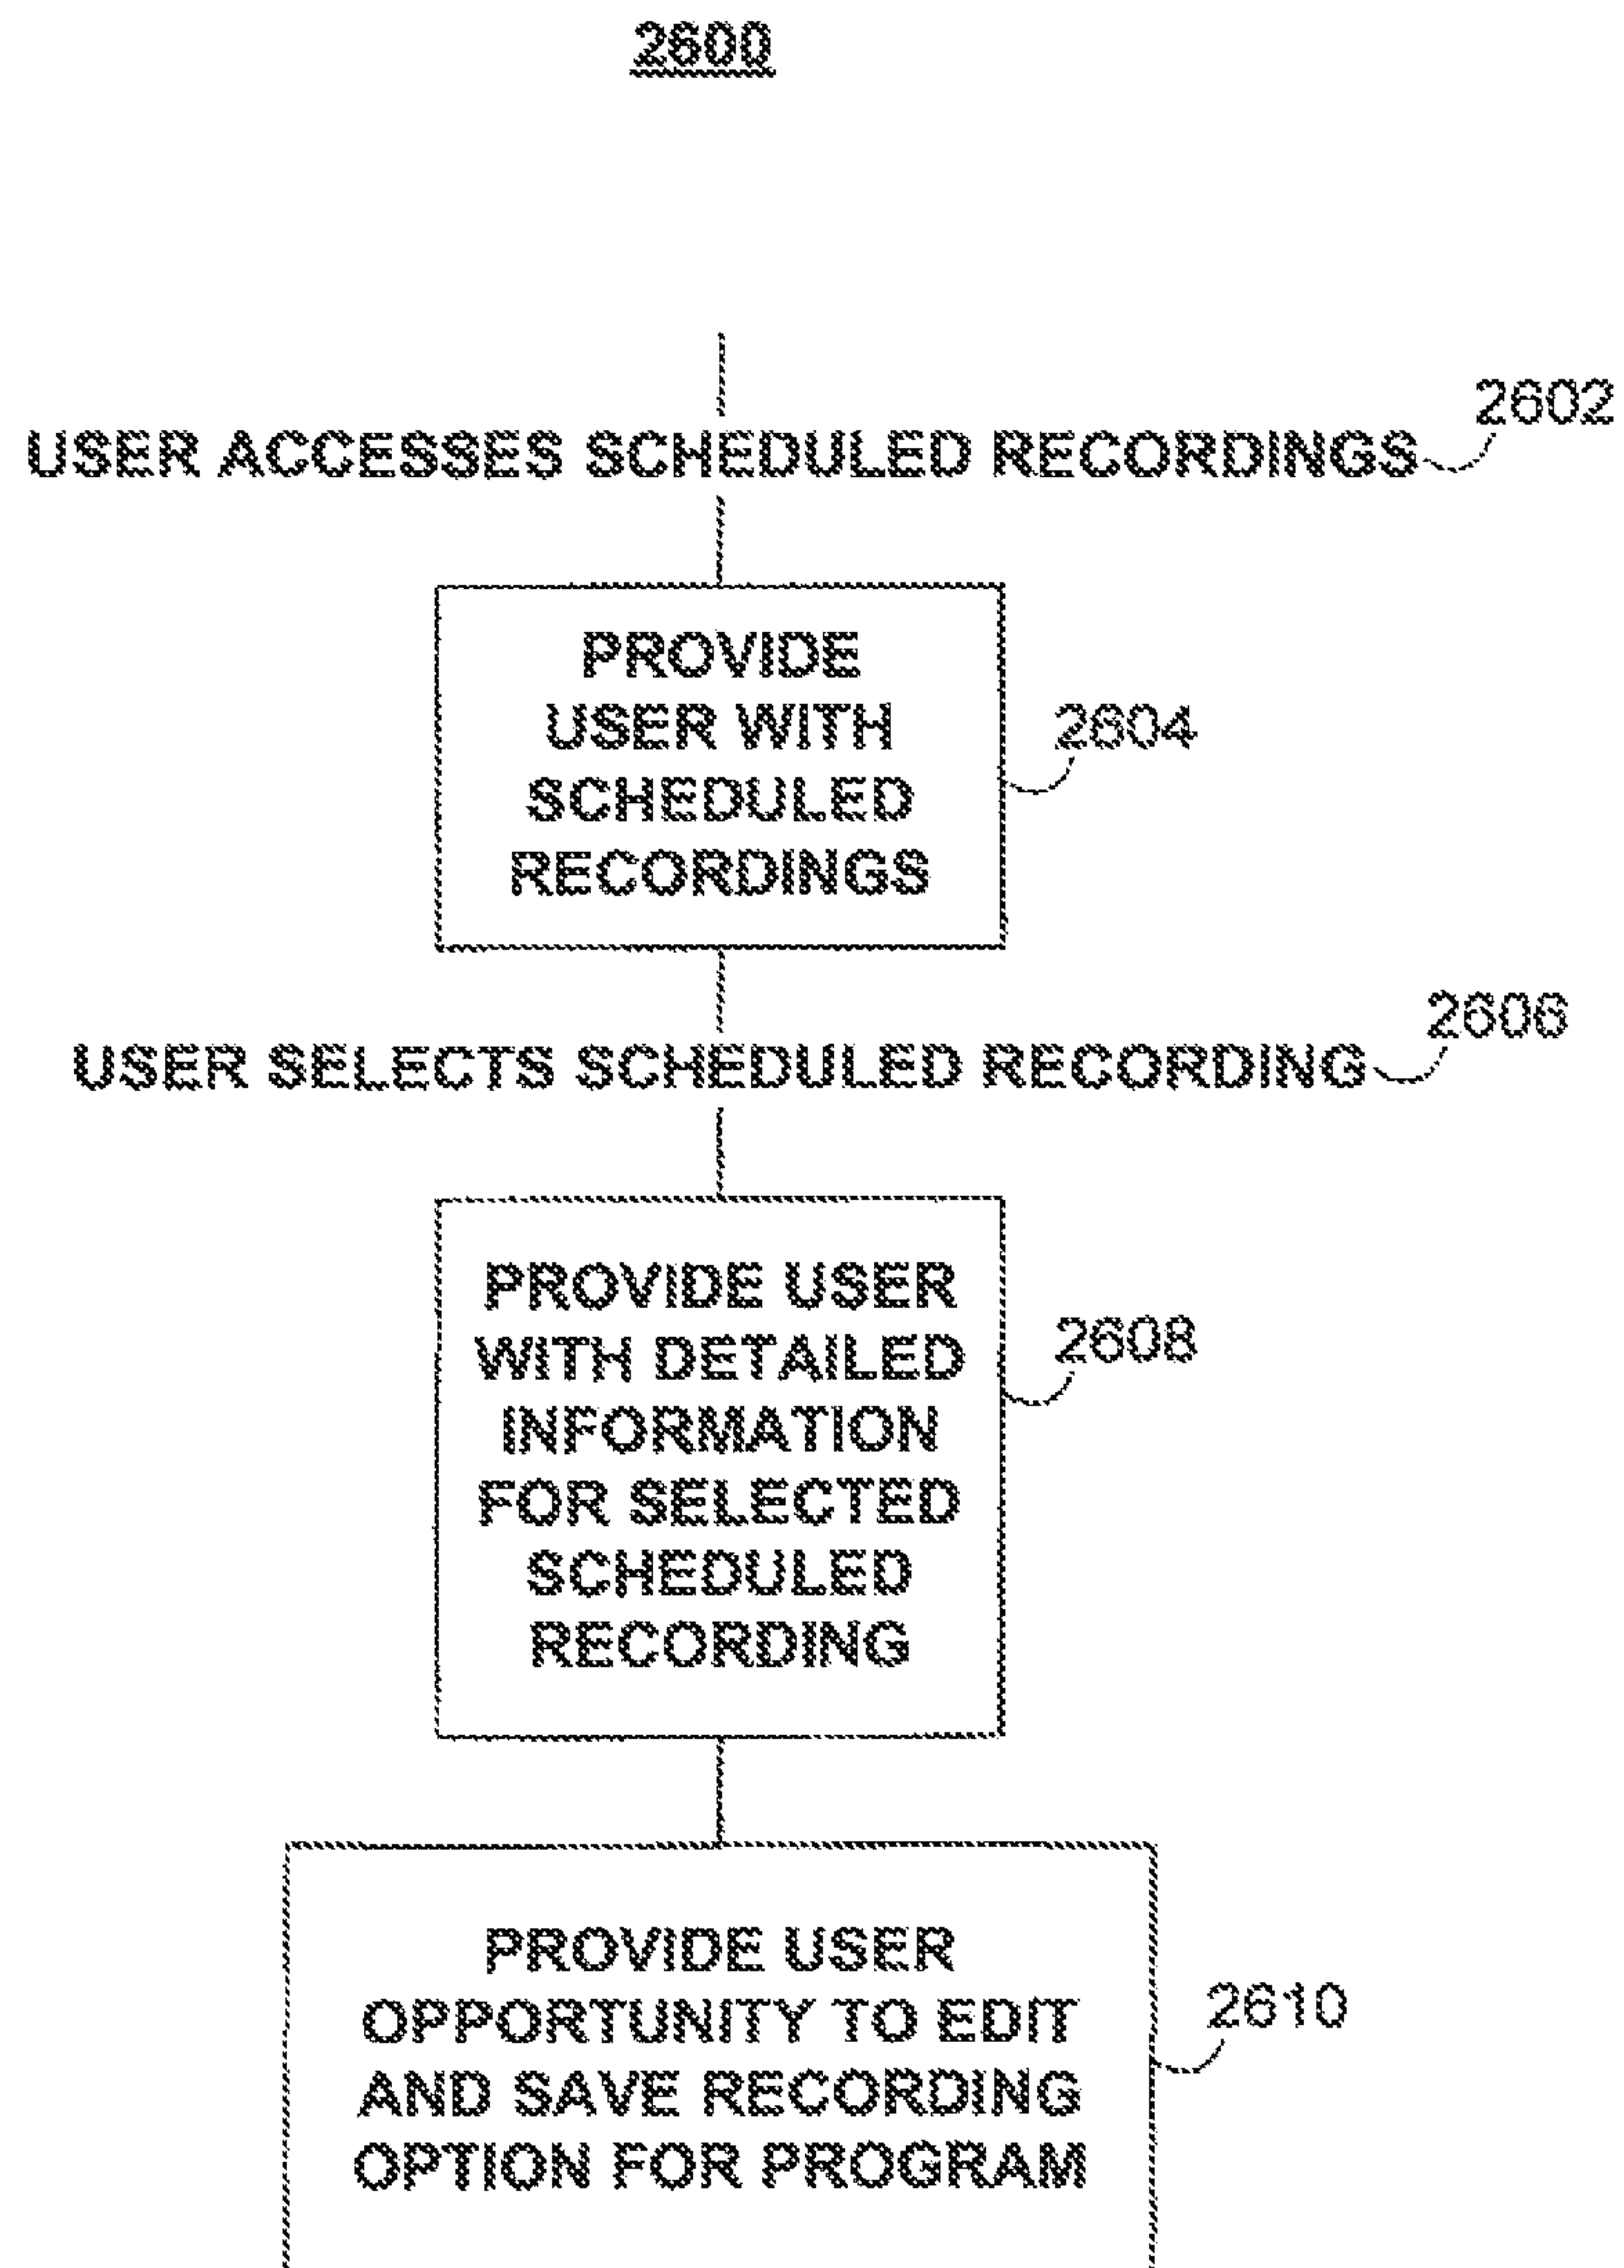 2600
2602
USER ACCESSES SCHEDULED RECORDINGS
PROVIDE
USER WITH
SCHEDULED
RECORDINGS
2604
2606
USER SELECTS SCHEDULED RECORDING
PROVIDE USER
WITH DETAILED
INFORMATION
FOR SELECTED
SCHEDULED
RECORDING
2608
PROVIDE USER
OPPORTUNITY TO EDIT
AND SAVE RECORDING
OPTION FOR PROGRAM
2610